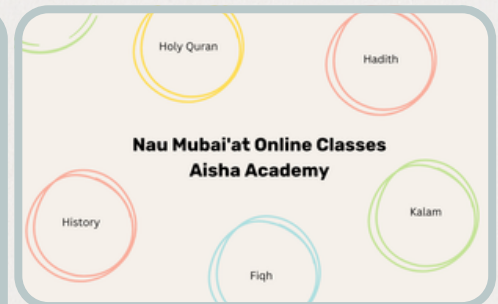 Holy Quran
Hadith
Nau Mubai'at Online Classes
Aisha Academy
Kalam
History
Fiqh